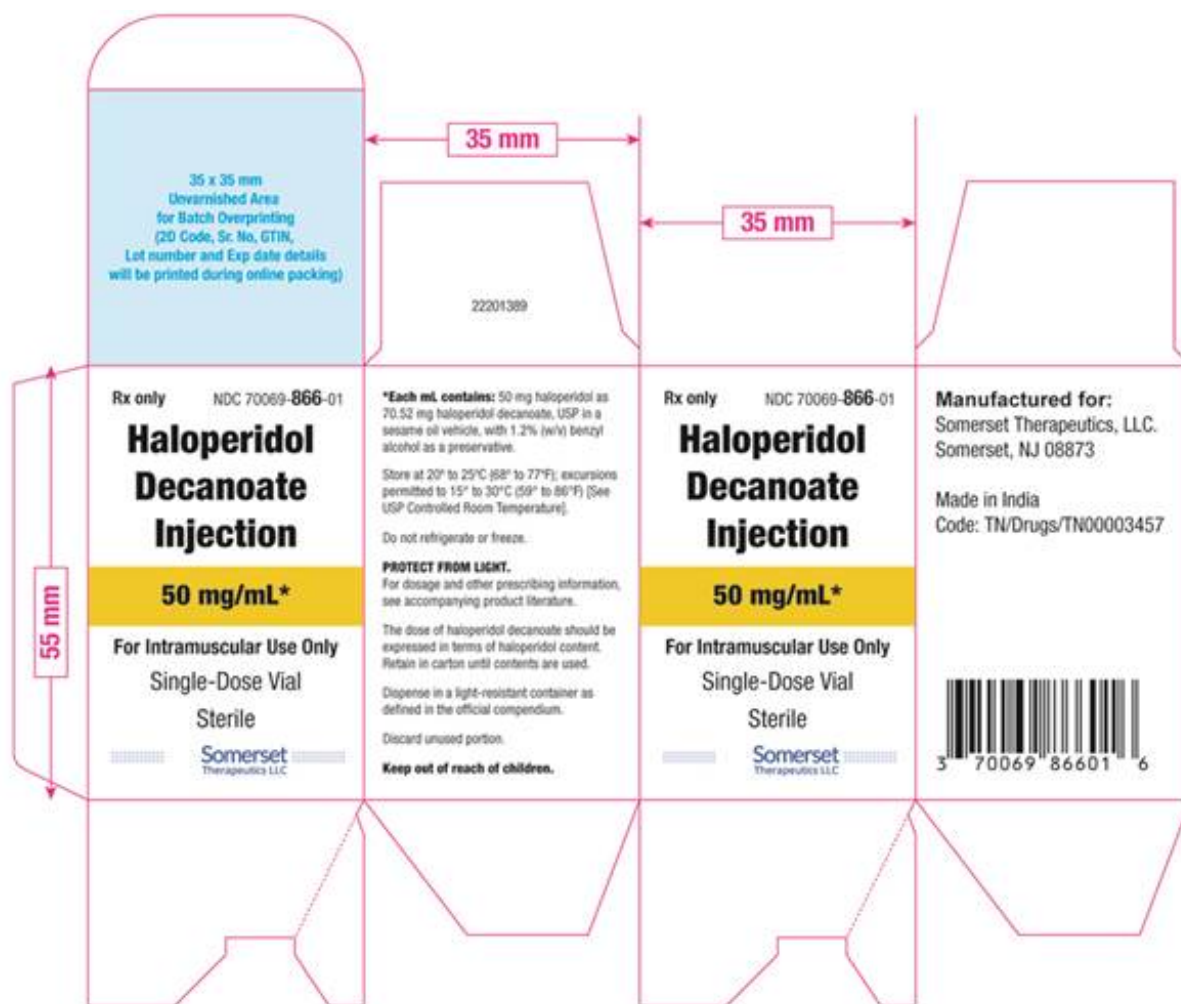 35 mm
35 x 35 mm
Unvarnished Area
for Batch Overprinting
(2D Code, Sr. No, GTIN,
Lot number and Exp date details
will be printed during online packing)
35 mm
22201389
55 mm
Rx only NDC 70069-866-01
Haloperidol
Decanoate
Injection
50 mg/mL*
For Intramuscular Use Only
Single-Dose Vial
Sterile
Somerset
Therapeutics LLC
*Each mL contains: 50 mg haloperidol as
70.52 mg haloperidol decanoate, USP in a
sesame oil vehicle, with 1.2% (w/v) benzyl
alcohol as a preservative.
Store at 20° to 25°C (68° to 77°F); excursions
permitted to 15° to 30°C (59° to 86°F) [See
USP Controlled Room Temperature].
Do not refrigerate or freeze.
PROTECT FROM LIGHT.
For dosage and other prescribing information,
see accompanying product literature.
The dose of haloperidol decanoate should be
expressed in terms of haloperidol content.
Retain in carton until contents are used.
Dispense in a light-resistant container as
defined in the official compendium.
Discard unused portion.
Keep out of reach of children.
Rx only NDC 70069-866-01
Haloperidol
Decanoate
Injection
50 mg/mL*
For Intramuscular Use Only
Single-Dose Vial
Sterile
Somerset
Therapeutics LLC
Manufactured for:
Somerset Therapeutics, LLC.
Somerset, NJ 08873
Made in India
Code: TN/Drugs/TN00003457
3 70069 86601 6